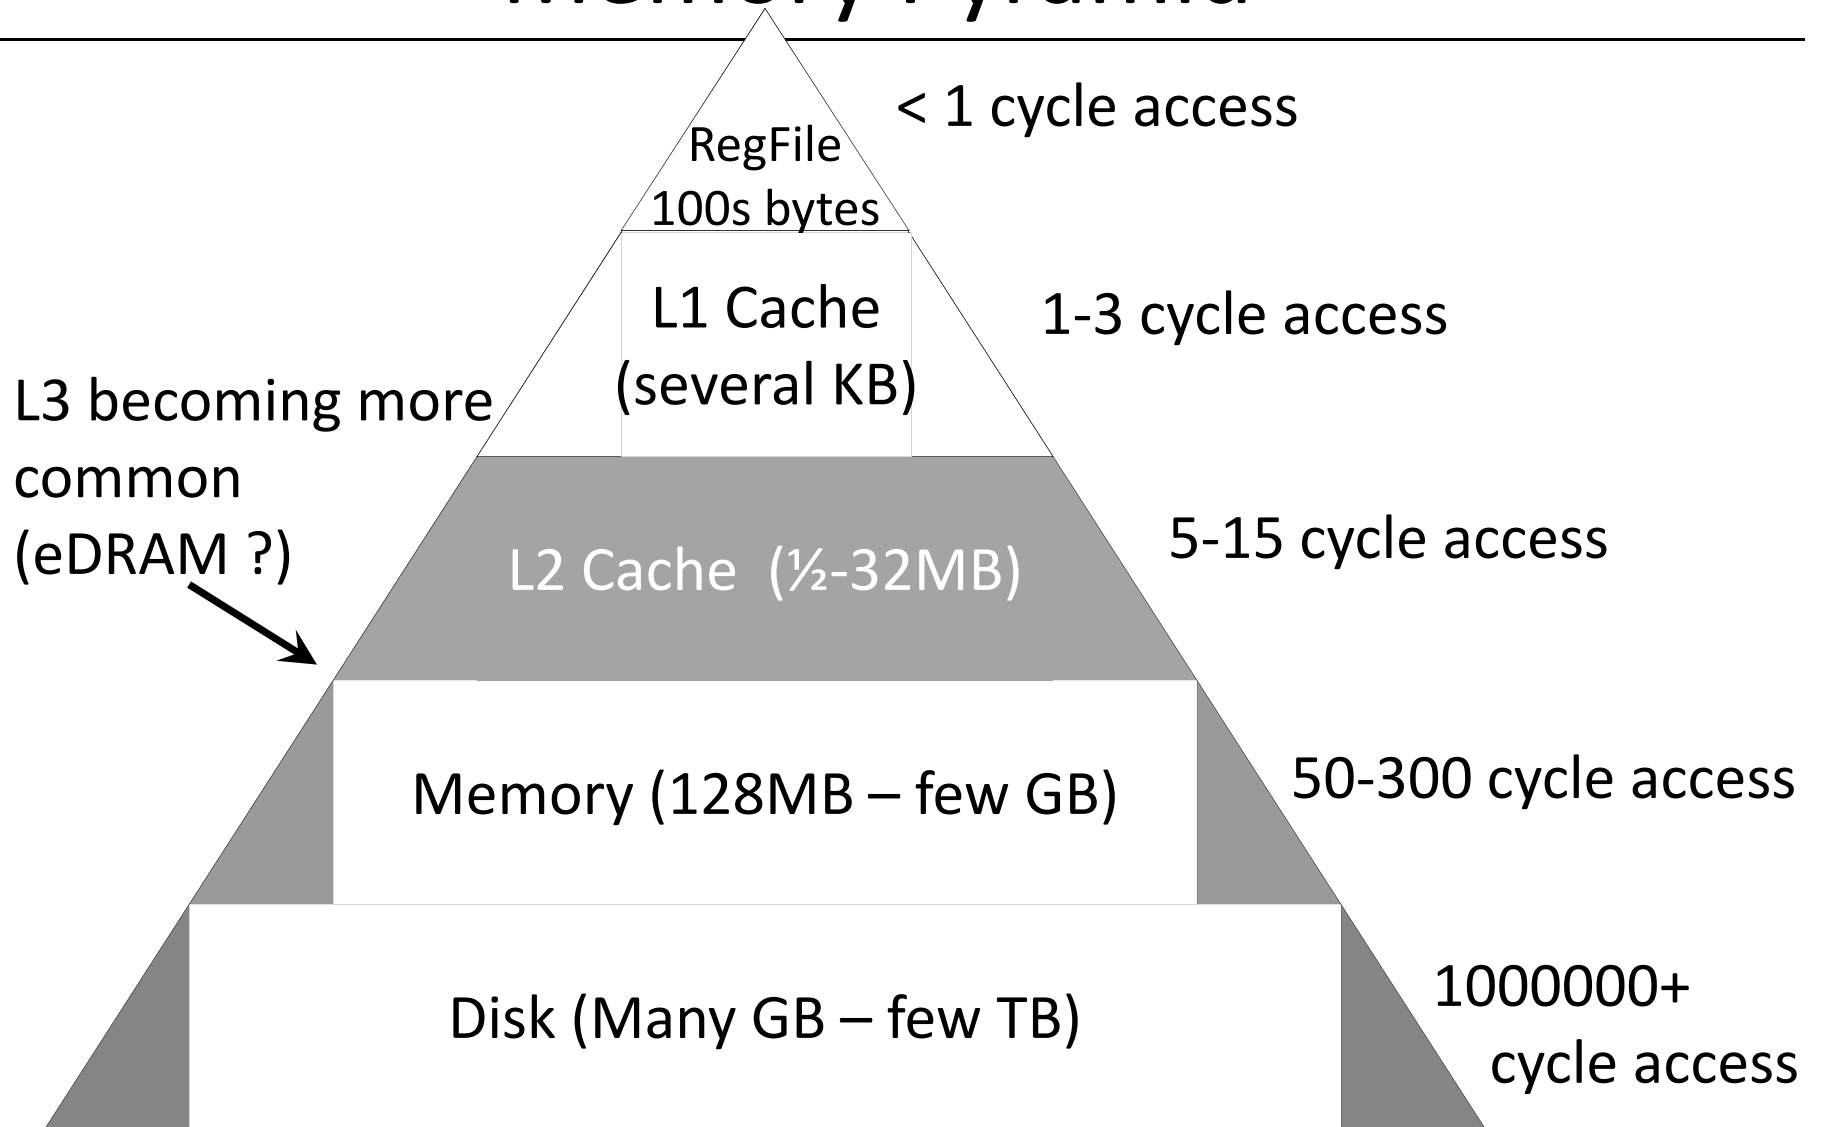 Memory Pyramid
< 1 cycle access
RegFile
100s bytes
L1 Cache
(several KB)
1-3 cycle access
L3 becoming more
common
(eDRAM ?)
L2 Cache  (½-32MB)
5-15 cycle access
Memory (128MB – few GB)
50-300 cycle access
Disk (Many GB – few TB)
1000000+
cycle access